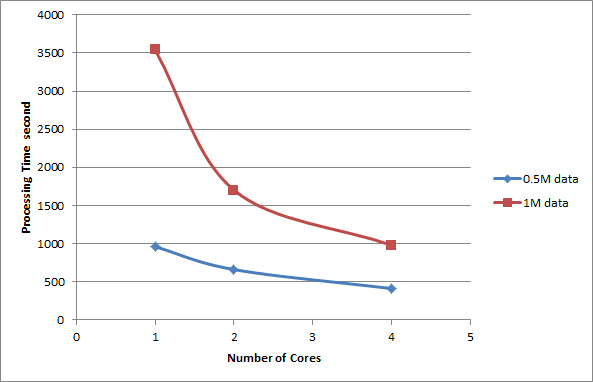 4000
3500
3000
2500
2000
1500
1000
500
0
Processing Time second
0 1 2 3 4 5
Number of Cores
0.5M data
1M data